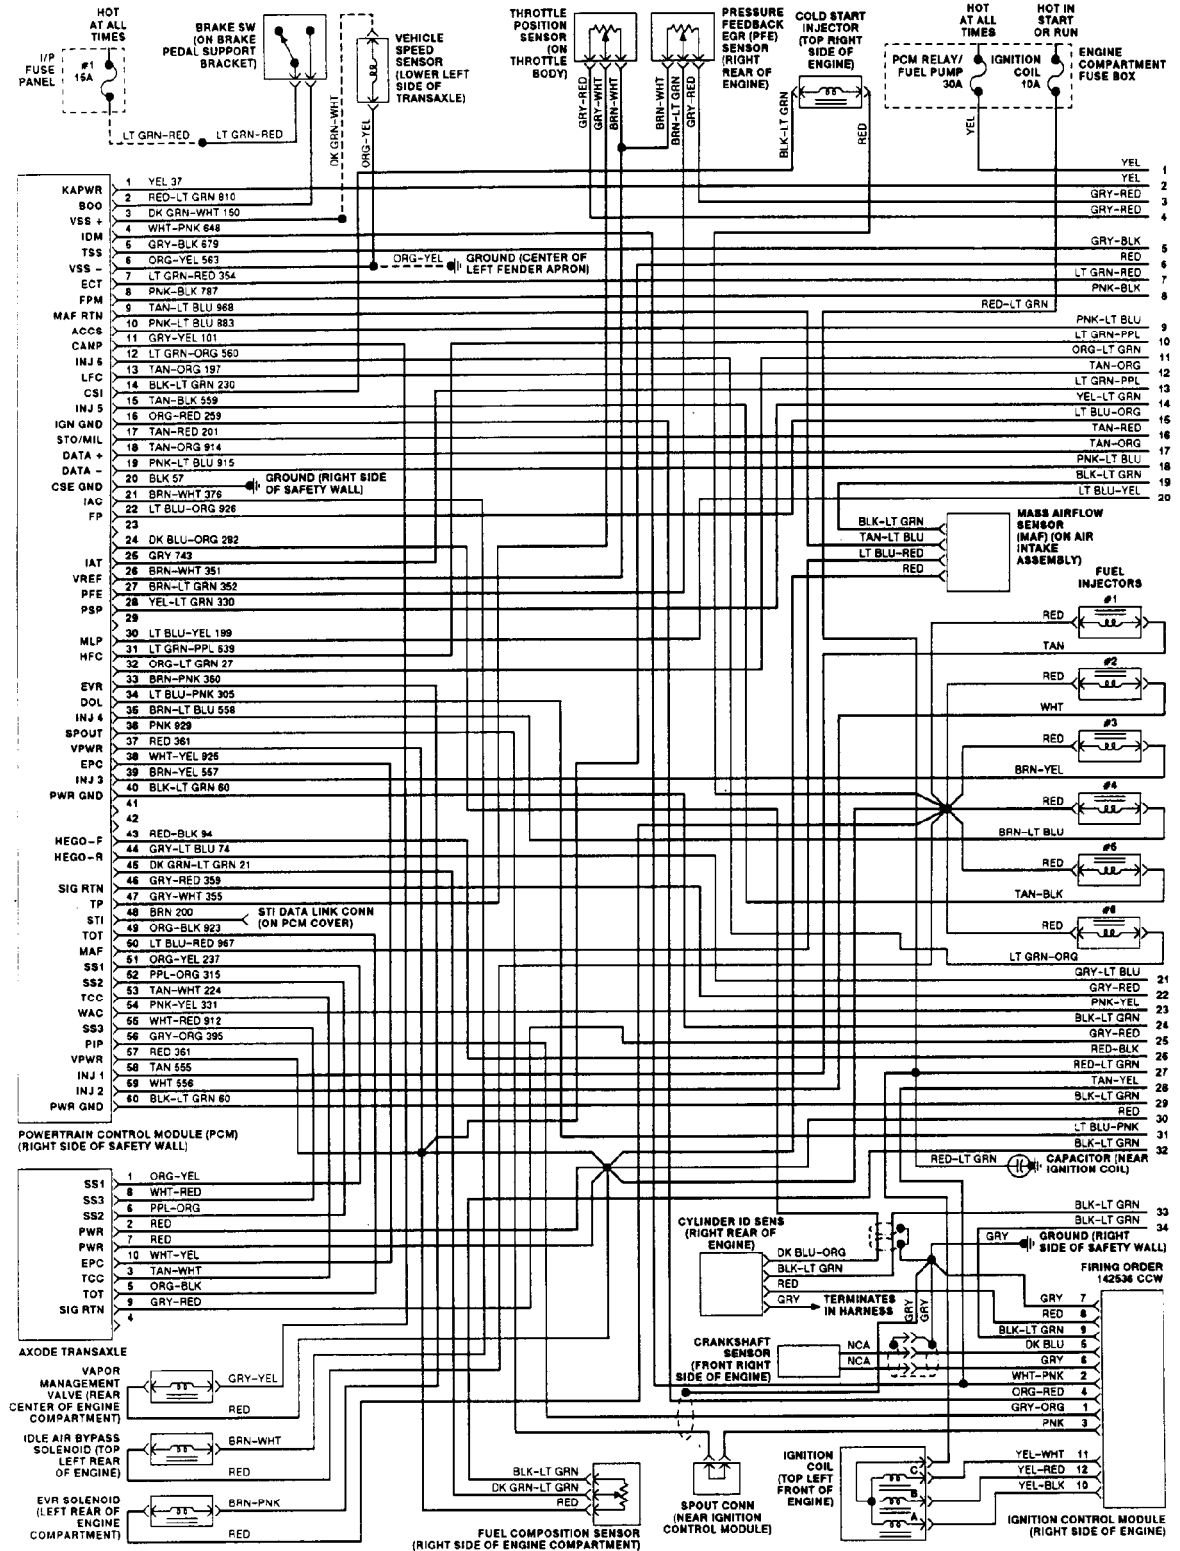 HOT
AT ALL
TIMES
I/P
FUSE
PANEL
#1
15A
BRAKE SW
(ON BRAKE
PEDAL SUPPORT
BRACKET)
VEHICLE
SPEED
SENSOR
(LOWER LEFT
SIDE OF
TRANSAXLE)
THROTTLE
POSITION
SENSOR
(ON
THROTTLE
BODY)
PRESSURE
FEEDBACK
EGR (PFE)
SENSOR
(RIGHT
REAR OF
ENGINE)
COLD START
INJECTOR
(TOP RIGHT
SIDE OF
ENGINE)
HOT
AT ALL
TIMES
HOT IN
START
OR RUN
PCM RELAY/
FUEL PUMP
30A
IGNITION
COIL
10A
ENGINE
COMPARTMENT
FUSE BOX
LT GRN-RED
LT GRN-RED
DK GRN-WHT
ORG-YEL
GRY-RED
GRY-WHT
BRN-WHT
BRN-WHT
BRN-LT GRN
GRY-RED
BLK-LT GRN
RED
YEL
KAPWR 1 YEL 37
BOO 2 RED-LT GRN 810
VSS + 3 DK GRN-WHT 150
IDM 4 WHT-PNK 648
TSS 5 GRY-BLK 679
VSS - 6 ORG-YEL 563
ECT 7 LT GRN-RED 354
FPM 8 PNK-BLK 787
MAF RTN 9 TAN-LT BLU 968
ACCS 10 PNK-LT BLU 883
CANP 11 GRY-YEL 101
INJ 6 12 LT GRN-ORG 560
LFC 13 TAN-ORG 197
CSI 14 BLK-LT GRN 230
INJ 5 15 TAN-BLK 559
IGN GND 16 ORG-RED 259
STO/MIL 17 TAN-RED 201
DATA + 18 TAN-ORG 914
DATA - 19 PNK-LT BLU 915
CSE GND 20 BLK 57
IAC 21 BRN-WHT 376
FP 22 LT BLU-ORG 926
23
24 DK BLU-ORG 282
IAT 25 GRY 743
VREF 26 BRN-WHT 351
PFE 27 BRN-LT GRN 352
PSP 28 YEL-LT GRN 330
29
MLP 30 LT BLU-YEL 199
HFC 31 LT GRN-PPL 639
32 ORG-LT GRN 27
EVR 33 BRN-PNK 360
DOL 34 LT BLU-PNK 305
INJ 4 35 BRN-LT BLU 558
SPOUT 36 PNK 929
VPWR 37 RED 361
EPC 38 WHT-YEL 925
INJ 3 39 BRN-YEL 557
PWR GND 40 BLK-LT GRN 60
41
42
HEGO-F 43 RED-BLK 94
HEGO-R 44 GRY-LT BLU 74
45 DK GRN-LT GRN 21
SIG RTN 46 GRY-RED 359
TP 47 GRY-WHT 355
STI 48 BRN 200
TOT 49 ORG-BLK 923
MAF 50 LT BLU-RED 967
SS1 51 ORG-YEL 237
SS2 52 PPL-ORG 315
TCC 53 TAN-WHT 224
WAC 54 PNK-YEL 331
SS3 55 WHT-RED 912
PIP 56 GRY-ORG 395
VPWR 57 RED 361
INJ 1 58 TAN 555
INJ 2 59 WHT 556
PWR GND 60 BLK-LT GRN 60
POWERTRAIN CONTROL MODULE (PCM)
(RIGHT SIDE OF SAFETY WALL)
ORG-YEL
GROUND (CENTER OF
LEFT FENDER APRON)
GROUND (RIGHT SIDE
OF SAFETY WALL)
STI DATA LINK CONN
(ON PCM COVER)
YEL 1
YEL 2
GRY-RED 3
GRY-RED 4
GRY-BLK 5
RED 6
LT GRN-RED 7
PNK-BLK 8
RED-LT GRN
PNK-LT BLU 9
LT GRN-PPL 10
ORG-LT GRN 11
TAN-ORG 12
LT GRN-PPL 13
YEL-LT GRN 14
LT BLU-ORG 15
TAN-RED 16
TAN-ORG 17
PNK-LT BLU 18
BLK-LT GRN 19
LT BLU-YEL 20
BLK-LT GRN
TAN-LT BLU
LT BLU-RED
RED
MASS AIRFLOW
SENSOR
(MAF) (ON AIR
INTAKE
ASSEMBLY)
FUEL
INJECTORS
#1
RED
TAN
#2
RED
WHT
#3
RED
BRN-YEL
#4
RED
BRN-LT BLU
#5
RED
TAN-BLK
#6
RED
LT GRN-ORG
GRY-LT BLU 21
GRY-RED 22
PNK-YEL 23
BLK-LT GRN 24
GRY-RED 25
RED-BLK 26
RED-LT GRN 27
TAN-YEL 28
BLK-LT GRN 29
RED 30
LT BLU-PNK 31
BLK-LT GRN 32
RED-LT GRN
CAPACITOR (NEAR
IGNITION COIL)
BLK-LT GRN 33
BLK-LT GRN 34
GRY
GROUND (RIGHT
SIDE OF SAFETY WALL)
SS1 1 ORG-YEL
SS3 8 WHT-RED
SS2 6 PPL-ORG
PWR 2 RED
PWR 7 RED
EPC 10 WHT-YEL
TCC 3 TAN-WHT
TOT 5 ORG-BLK
SIG RTN 9 GRY-RED
4
AXODE TRANSAXLE
CYLINDER ID SENS
(RIGHT REAR OF
ENGINE)
DK BLU-ORG
BLK-LT GRN
RED
GRY
TERMINATES
IN HARNESS
GRY
GRY
CRANKSHAFT
SENSOR
(FRONT RIGHT
SIDE OF ENGINE)
NCA
NCA
FIRING ORDER
142536 CCW
GRY 7
RED 8
BLK-LT GRN 9
DK BLU 5
GRY 6
WHT-PNK 2
ORG-RED 4
GRY-ORG 1
PNK 3
YEL-WHT 11
YEL-RED 12
YEL-BLK 10
IGNITION CONTROL MODULE
(RIGHT SIDE OF ENGINE)
VAPOR
MANAGEMENT
VALVE (REAR
CENTER OF ENGINE
COMPARTMENT)
GRY-YEL
RED
IDLE AIR BYPASS
SOLENOID (TOP
LEFT REAR
OF ENGINE)
BRN-WHT
RED
EVR SOLENOID
(LEFT REAR OF
ENGINE
COMPARTMENT)
BRN-PNK
RED
BLK-LT GRN
DK GRN-LT GRN
RED
FUEL COMPOSITION SENSOR
(RIGHT SIDE OF ENGINE COMPARTMENT)
SPOUT CONN
(NEAR IGNITION
CONTROL MODULE)
IGNITION
COIL
(TOP LEFT
FRONT OF
ENGINE)
C
B
A